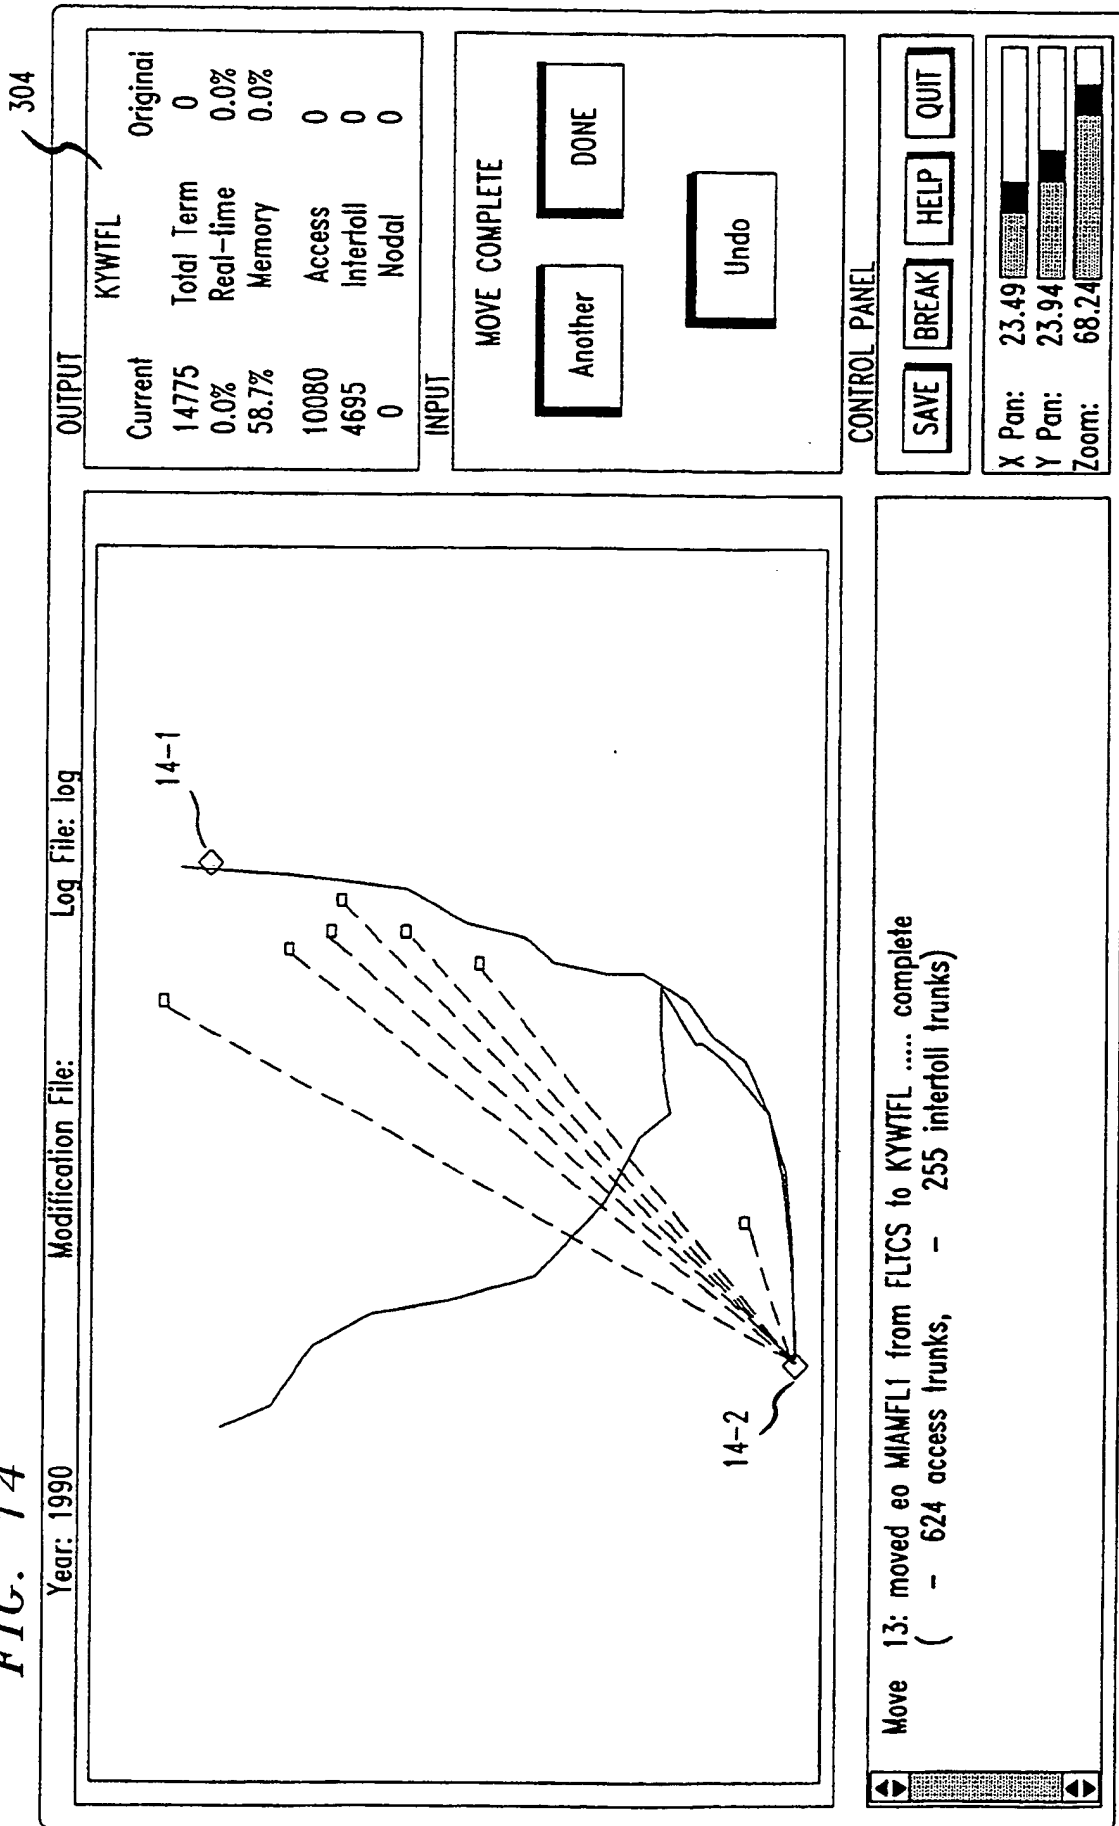 FIG. 14
304
Year: 1990 Modification File: Log File: log
14-1
14-2
OUTPUT
KYWTFL
Current Original
14775 Total Term 0
0.0% Real-time 0.0%
58.7% Memory 0.0%
10080 Access 0
4695 Intertoll 0
0 Nodal 0
INPUT
MOVE COMPLETE
Another DONE
Undo
Move 13: moved eo MIAMFL1 from FLTCS to KYWTFL ..... complete
( - 624 access trunks, - 255 intertoll trunks)
CONTROL PANEL
SAVE BREAK HELP QUIT
X Pan: 23.49
Y Pan: 23.94
Zoom: 68.24